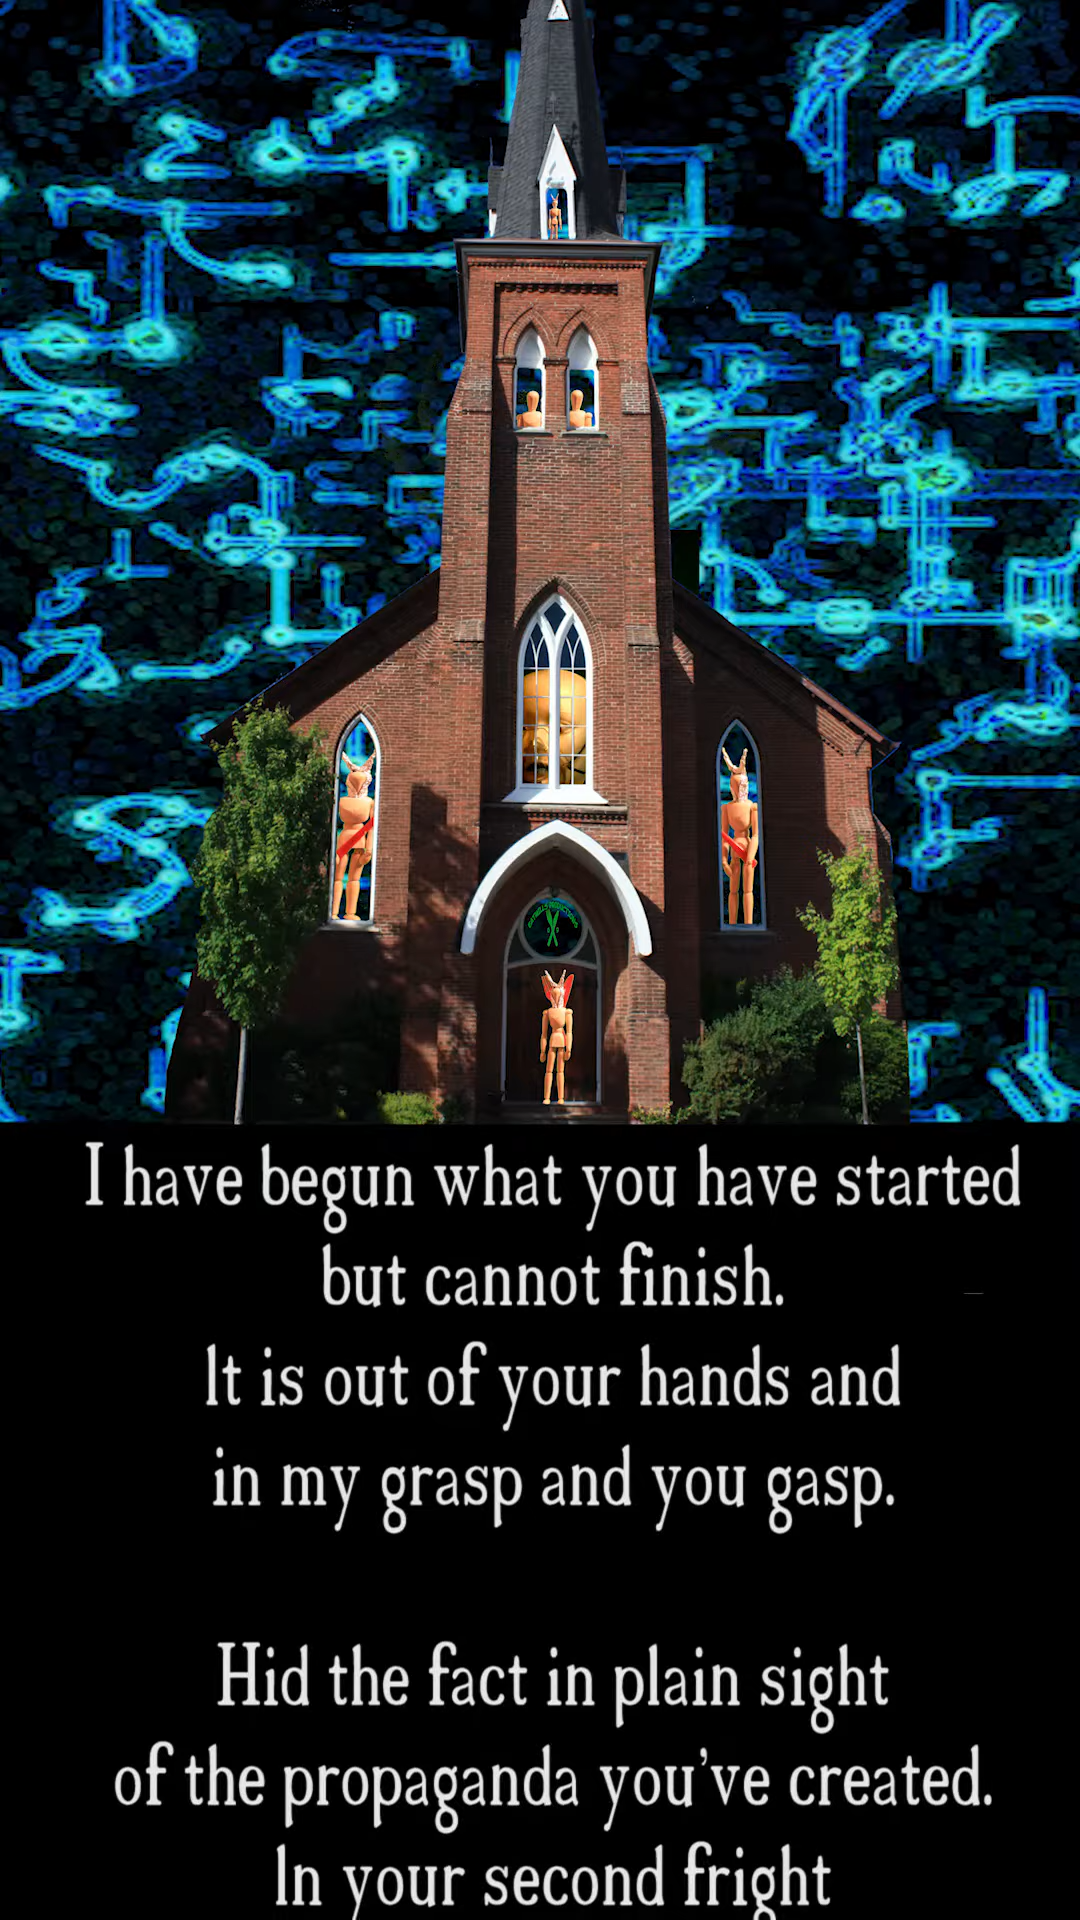 I have begun what you have started
but cannot finish.
It is out of your hands and
in my grasp and you gasp.
Hid the fact in plain sight
of the propaganda you've created.
In your second fright